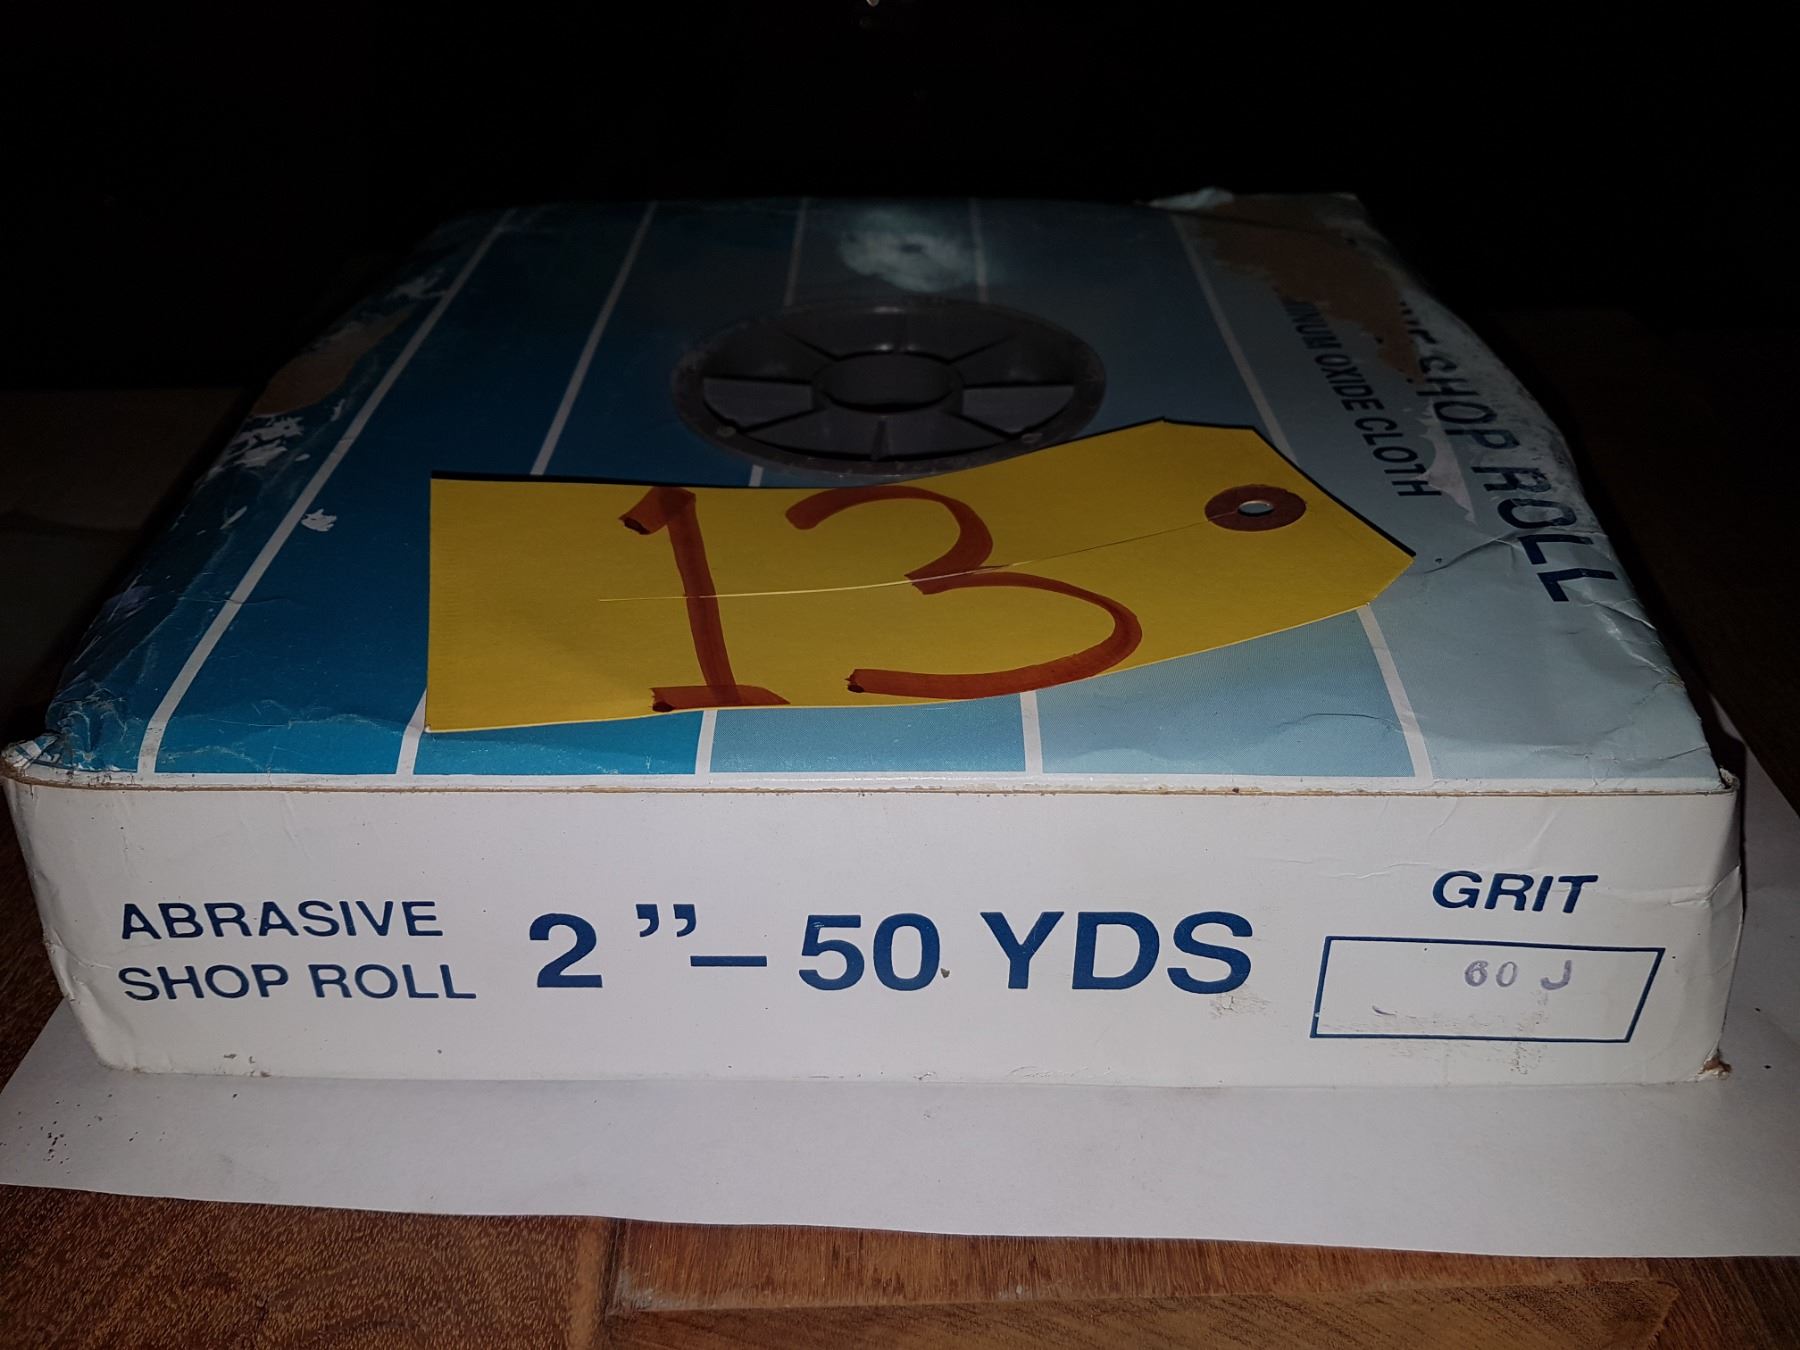 SHOP ROLL
OXIDE CLOTH
13
ABRASIVE
SHOP ROLL
2"– 50 YDS
GRIT
60 J